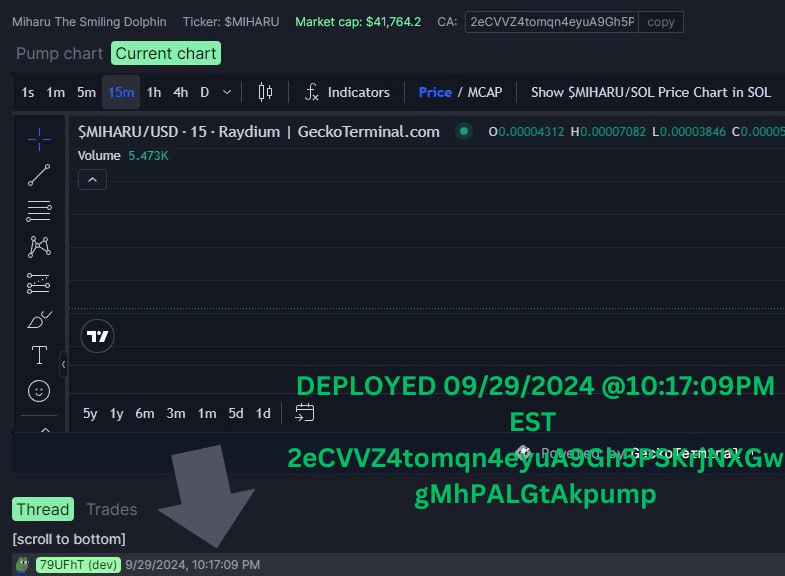 Miharu The Smiling Dolphin Ticker: $MIHARU Market cap: $41,764.2 CA: 2eCVVZ4tomqn4eyuA9Gh5P copy
Pump chart Current chart
1s 1m 5m 15m 1h 4h D Indicators Price / MCAP Show $MIHARU/SOL Price Chart in SOL
$MIHARU/USD · 15 · Raydium | GeckoTerminal.com O0.00004312 H0.00007082 L0.00003846 C0.00005
Volume 5.473K
DEPLOYED 09/29/2024 @10:17:09PM
EST
5y 1y 6m 3m 1m 5d 1d
2eCVVZ4tomqn4eyuA9Gh5PSKrjNXGw
Powered by GeckoTerminal
gMhPALGtAkpump
Thread Trades
[scroll to bottom]
79UFhT (dev) 9/29/2024, 10:17:09 PM